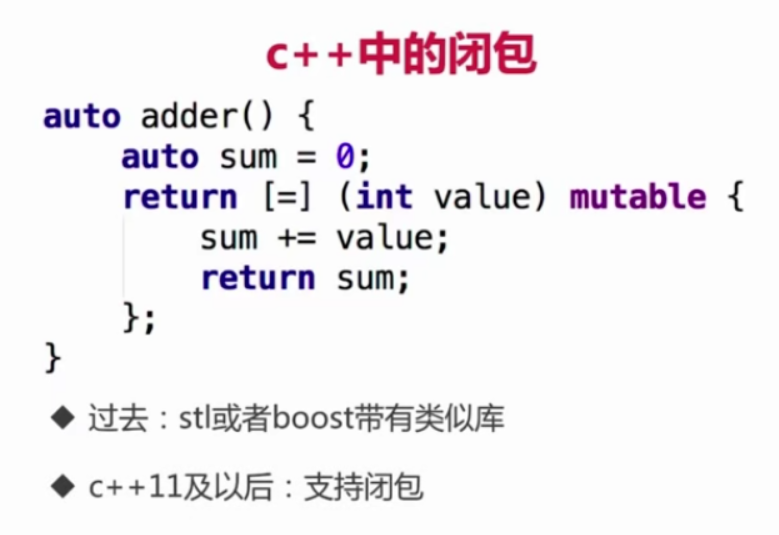 c++中的闭包
auto adder() {
    auto sum = 0;
    return [=] (int value) mutable {
        sum += value;
        return sum;
    };
}
◆ 过去：stl或者boost带有类似库
◆ c++11及以后：支持闭包